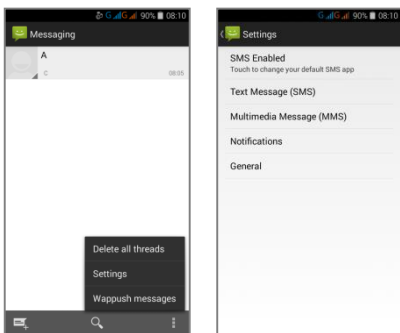 G G 90% 08:10
Messaging
A
C 08:05
Delete all threads
Settings
Wappush messages
G G 90% 08:10
Settings
SMS Enabled
Touch to change your default SMS app
Text Message (SMS)
Multimedia Message (MMS)
Notifications
General